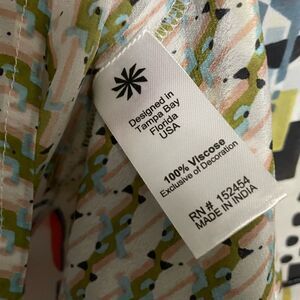 Designed in
Tampa Bay
Florida
USA
100% Viscose
Exclusive of Decoration
RN# 152454
MADE IN INDIA